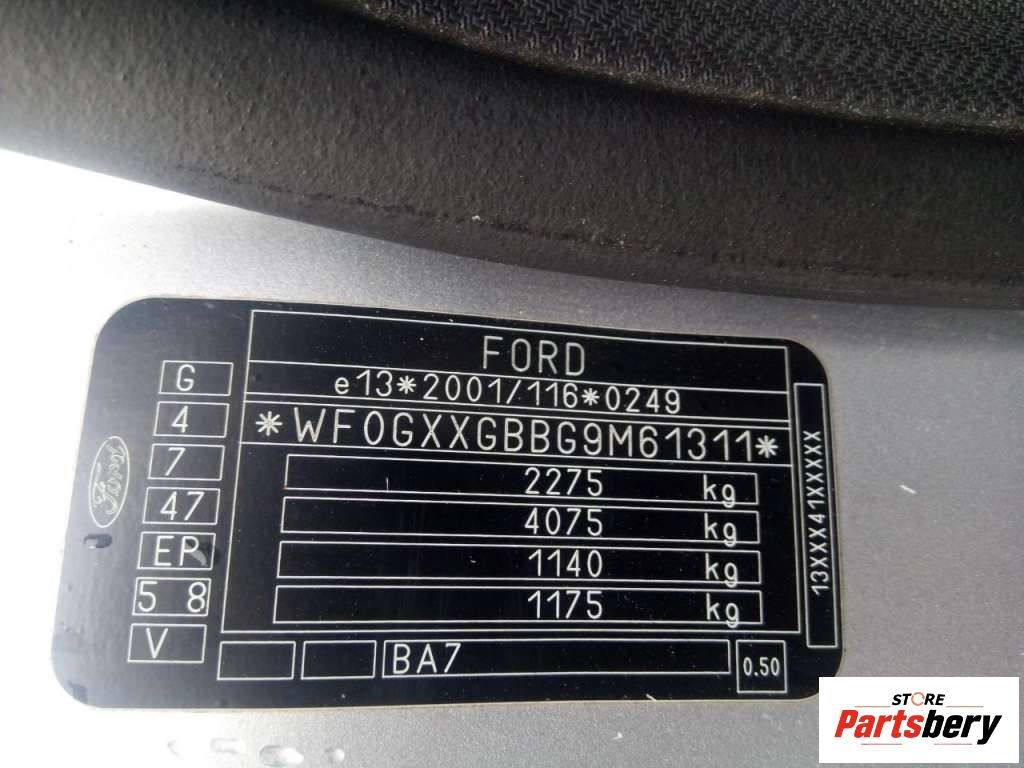 FORD
e13*2001/116*0249
*WF0GXXGBBG9M61311*
2275 kg
4075 kg
1140 kg
1175 kg
BA7
0.50
G
4
7
47
EP
5 8
V
Ford
13XXX41XXXXX
STORE
Partsbery